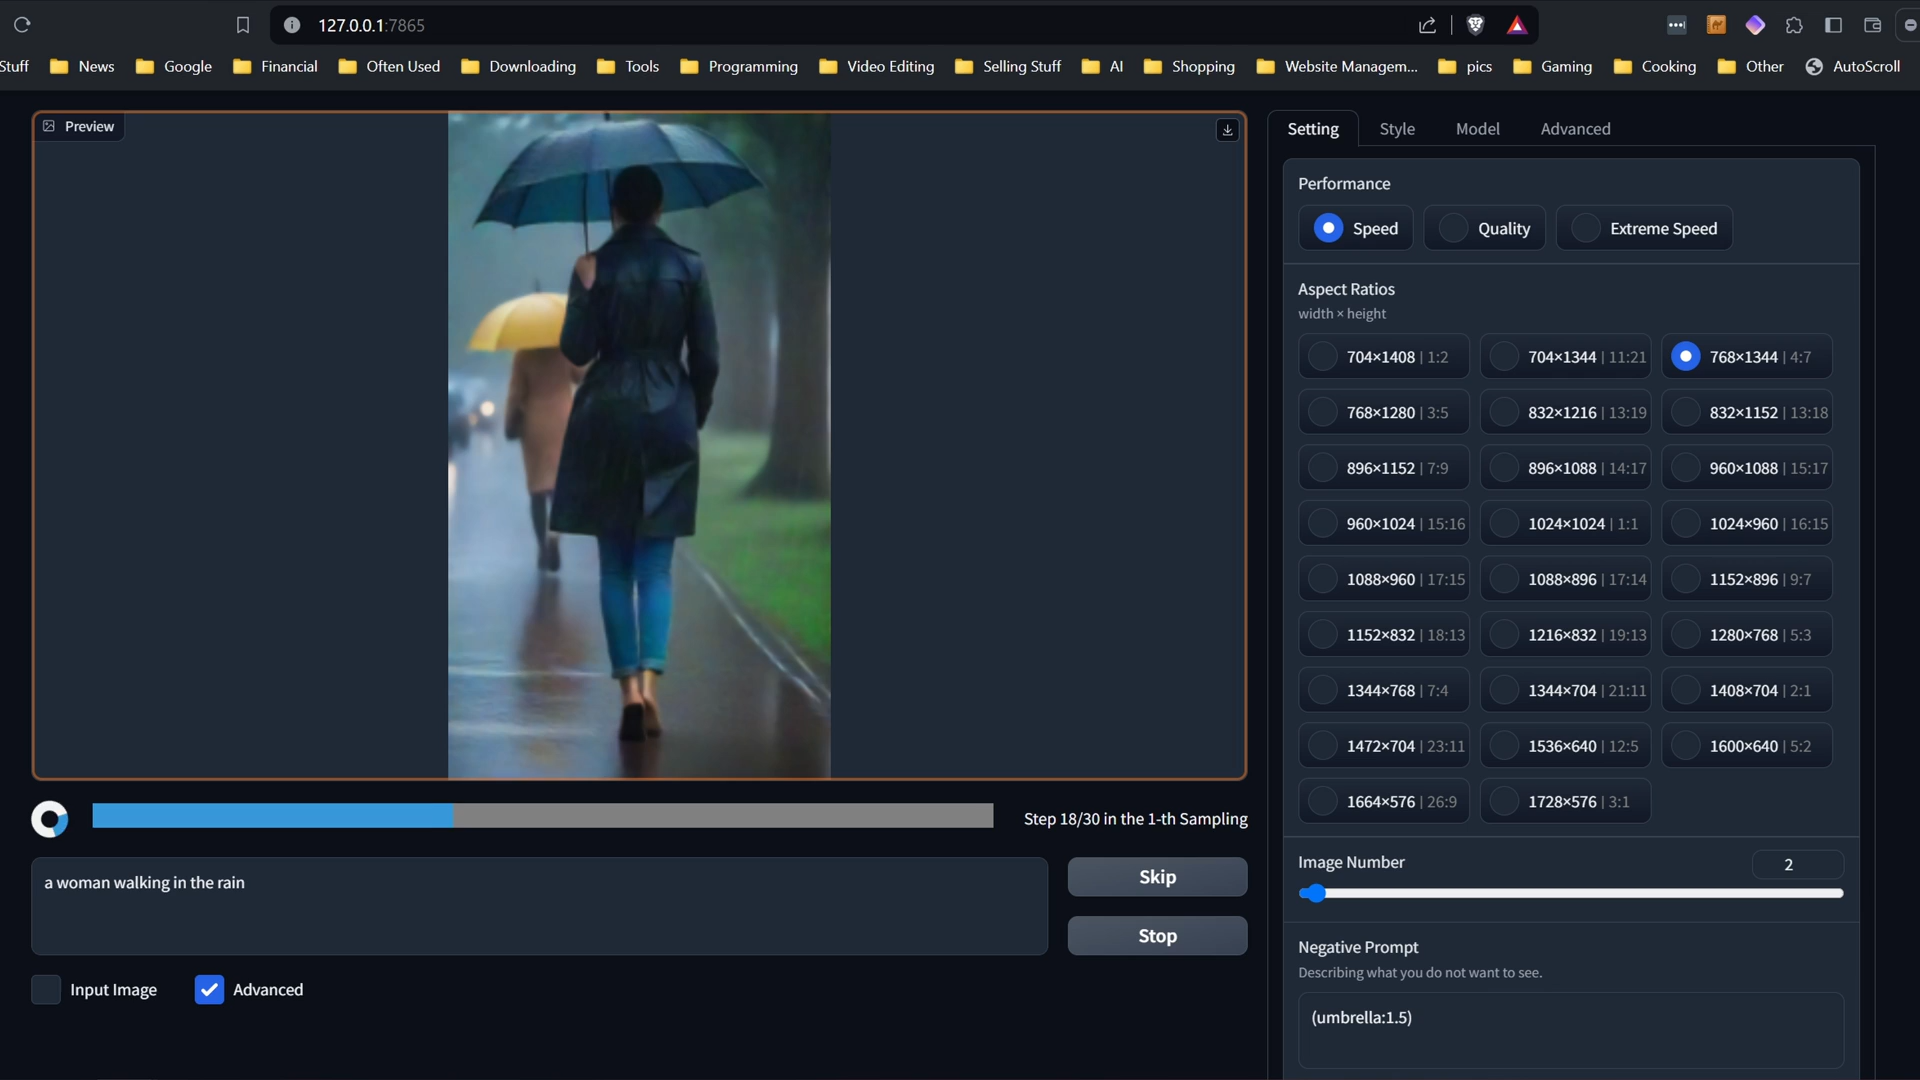 127.0.0.1:7865
Stuff News Google Financial Often Used Downloading Tools Programming Video Editing Selling Stuff AI Shopping Website Managem... pics Gaming Cooking Other AutoScroll
Preview
Setting Style Model Advanced
Performance
Speed Quality Extreme Speed
Aspect Ratios
width × height
704×1408 | 1:2 704×1344 | 11:21 768×1344 | 4:7
768×1280 | 3:5 832×1216 | 13:19 832×1152 | 13:18
896×1152 | 7:9 896×1088 | 14:17 960×1088 | 15:17
960×1024 | 15:16 1024×1024 | 1:1 1024×960 | 16:15
1088×960 | 17:15 1088×896 | 17:14 1152×896 | 9:7
1152×832 | 18:13 1216×832 | 19:13 1280×768 | 5:3
1344×768 | 7:4 1344×704 | 21:11 1408×704 | 2:1
1472×704 | 23:11 1536×640 | 12:5 1600×640 | 5:2
1664×576 | 26:9 1728×576 | 3:1
Step 18/30 in the 1-th Sampling
a woman walking in the rain
Skip
Stop
Input Image Advanced
Image Number 2
Negative Prompt
Describing what you do not want to see.
(umbrella:1.5)